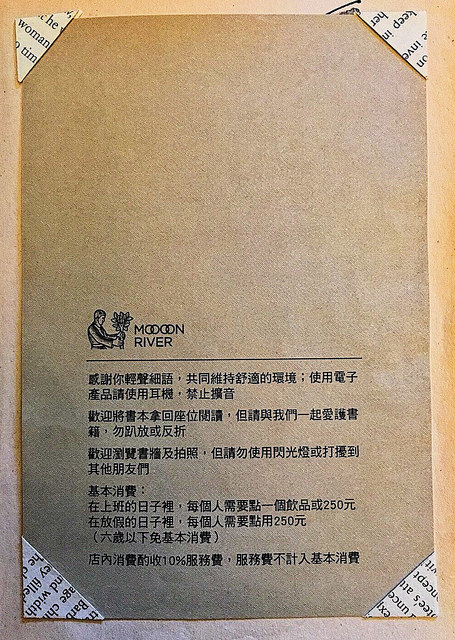 MOOOON
RIVER
感謝你輕聲細語，共同維持舒適的環境；使用電子
產品請使用耳機，禁止擴音
歡迎將書本拿回座位閱讀，但請與我們一起愛護書
籍，勿趴放或反折
歡迎瀏覽書牆及拍照，但請勿使用閃光燈或打擾到
其他朋友們
基本消費：
在上班的日子裡，每個人需要點一個飲品或250元
在放假的日子裡，每個人需要點用250元
（六歲以下免基本消費）
店內消費酌收10%服務費，服務費不計入基本消費